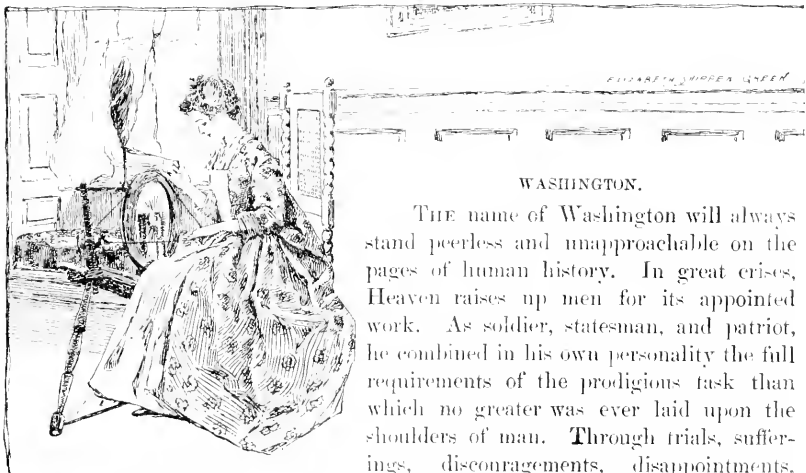 ELIZABETH SHIPPEN GREEN
WASHINGTON.
THE name of Washington will always
stand peerless and unapproachable on the
pages of human history. In great crises,
Heaven raises up men for its appointed
work. As soldier, statesman, and patriot,
he combined in his own personality the full
requirements of the prodigious task than
which no greater was ever laid upon the
shoulders of man. Through trials, suffer-
ings, discouragements, disappointments,